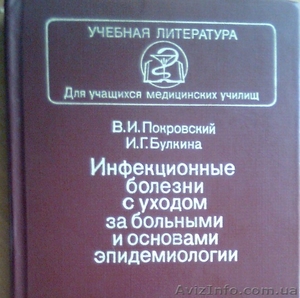 УЧЕБНАЯ ЛИТЕРАТУРА
Для учащихся медицинских училищ
В.И.Покровский
И.Г.Булкина
Инфекционные
болезни
с уходом
за больными
и основами
эпидемиологии
AvizInfo.com.ua